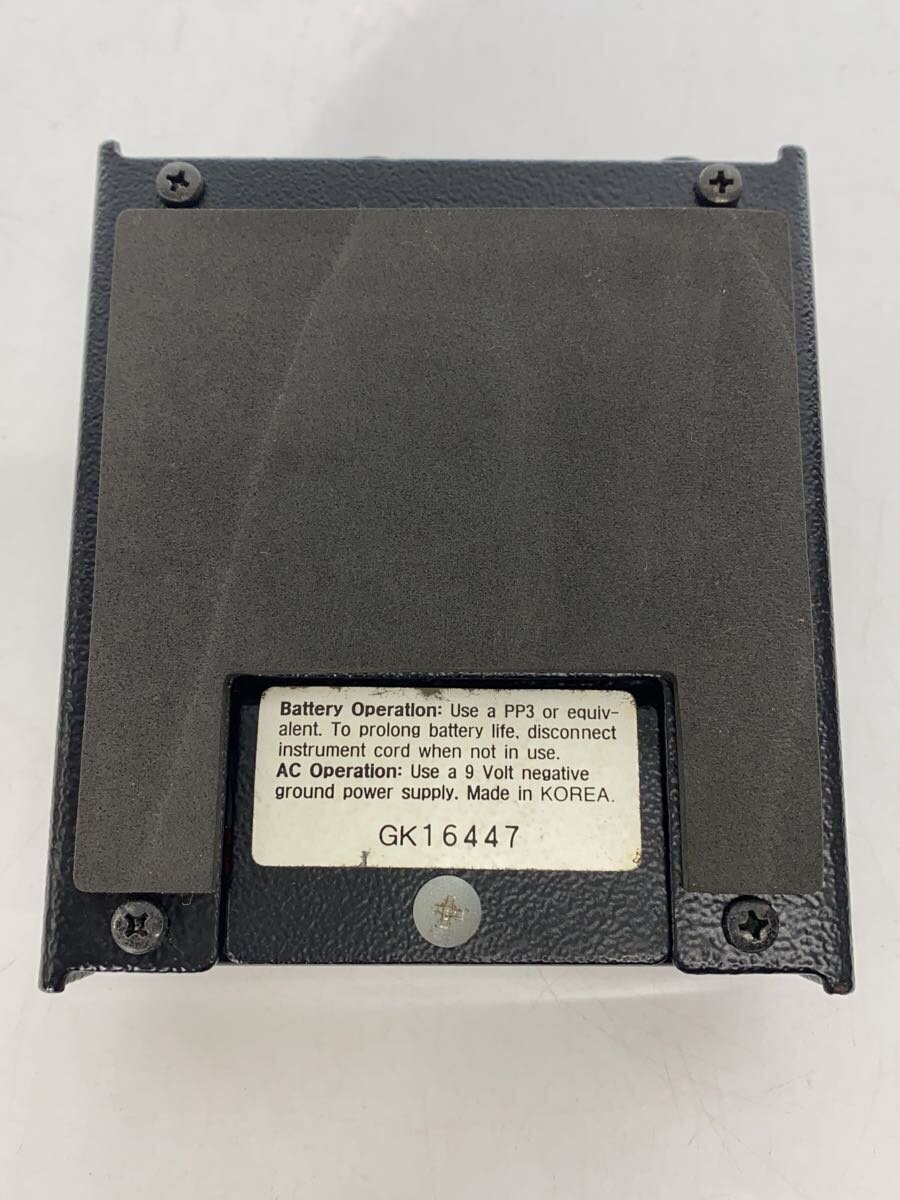 Battery Operation: Use a PP3 or equiv-
alent. To prolong battery life, disconnect
instrument cord when not in use.
AC Operation: Use a 9 Volt negative
ground power supply. Made in KOREA.
GK16447